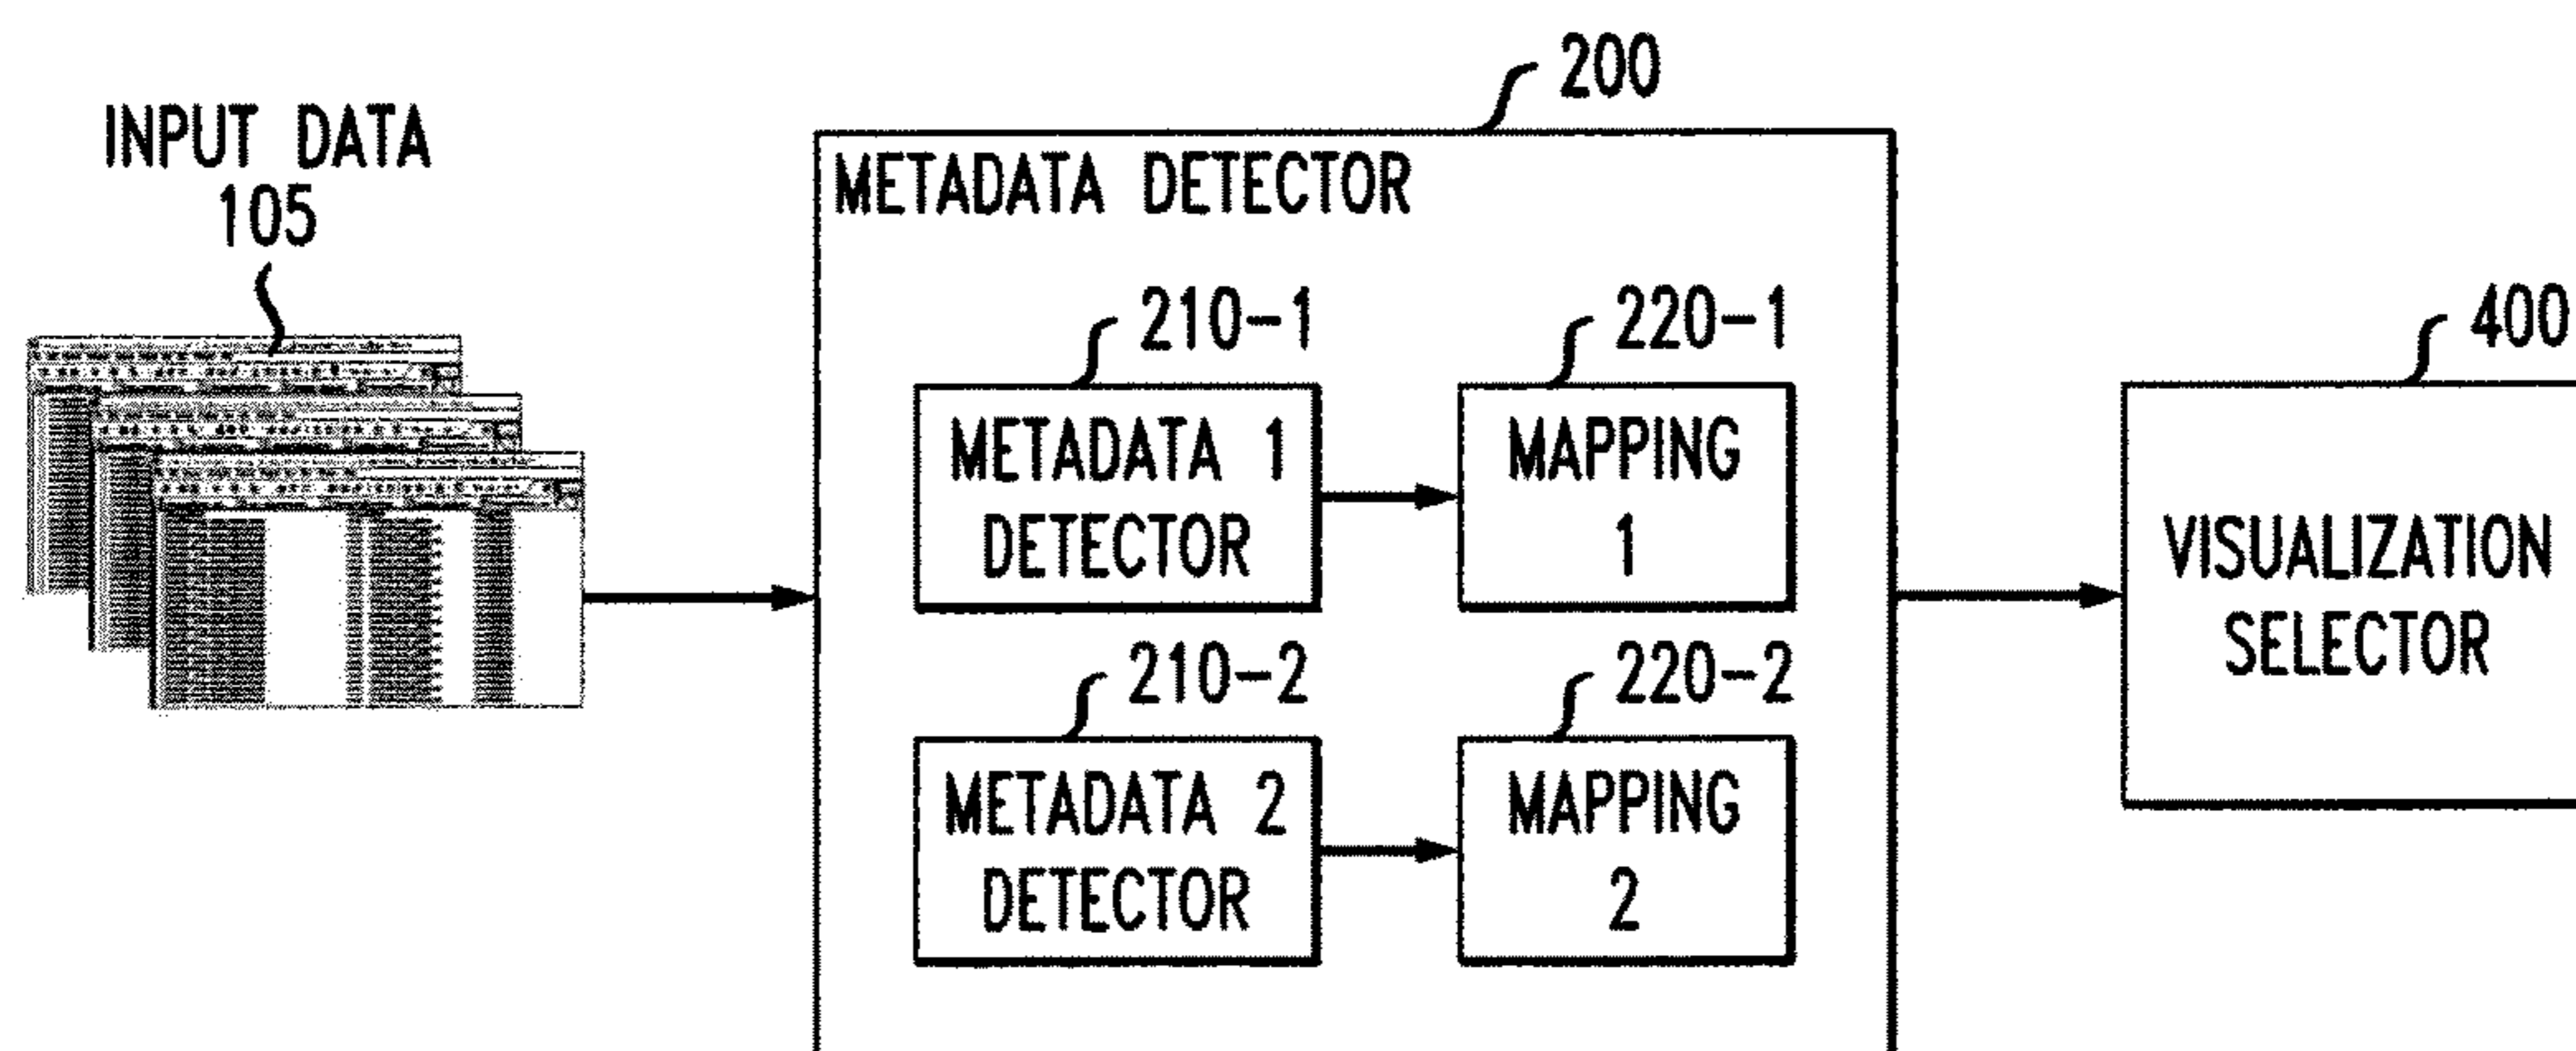 200
INPUT DATA
105
METADATA DETECTOR
210-1
220-1
400
METADATA 1
DETECTOR
MAPPING
1
VISUALIZATION
SELECTOR
210-2
220-2
METADATA 2
DETECTOR
MAPPING
2